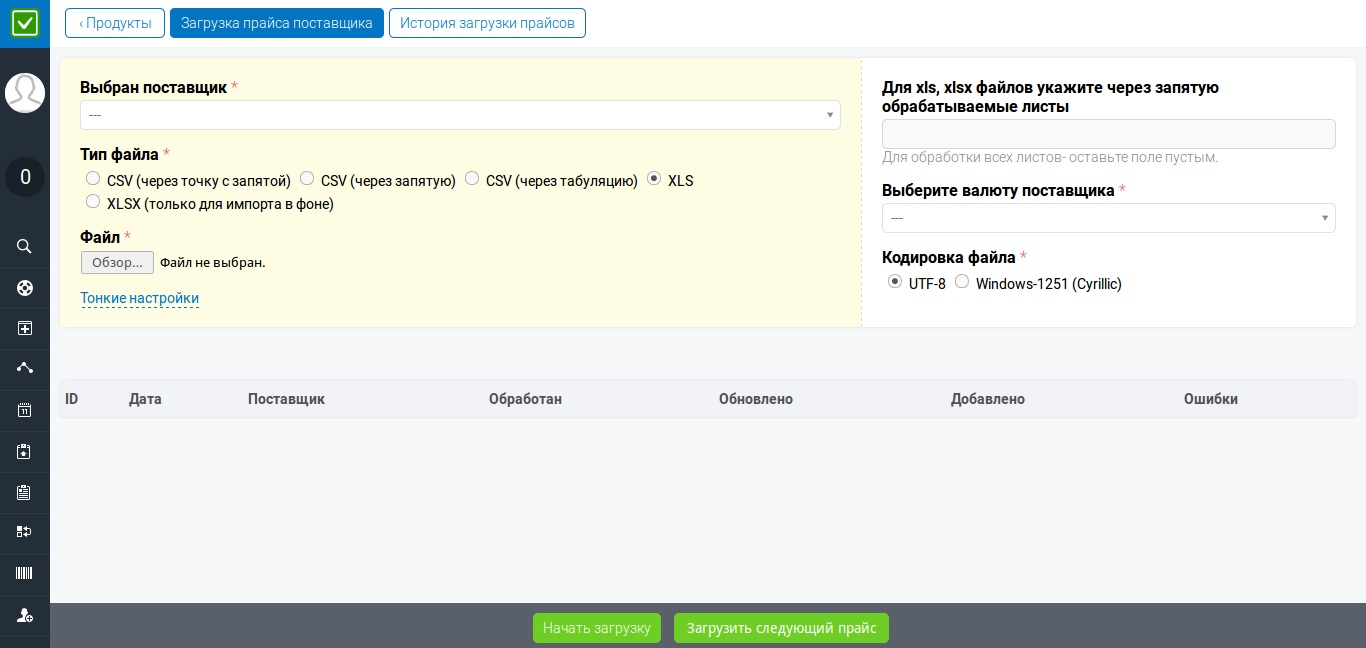 ‹ Продукты Загрузка прайса поставщика История загрузки прайсов
Выбран поставщик *
---
Тип файла *
CSV (через точку с запятой) CSV (через запятую) CSV (через табуляцию) XLS
XLSX (только для импорта в фоне)
Файл *
Обзор... Файл не выбран.
Тонкие настройки
Для xls, xlsx файлов укажите через запятую
обрабатываемые листы
Для обработки всех листов- оставьте поле пустым.
Выберите валюту поставщика *
---
Кодировка файла *
UTF-8 Windows-1251 (Cyrillic)
0
11
ID Дата Поставщик Обработан Обновлено Добавлено Ошибки
Начать загрузку Загрузить следующий прайс